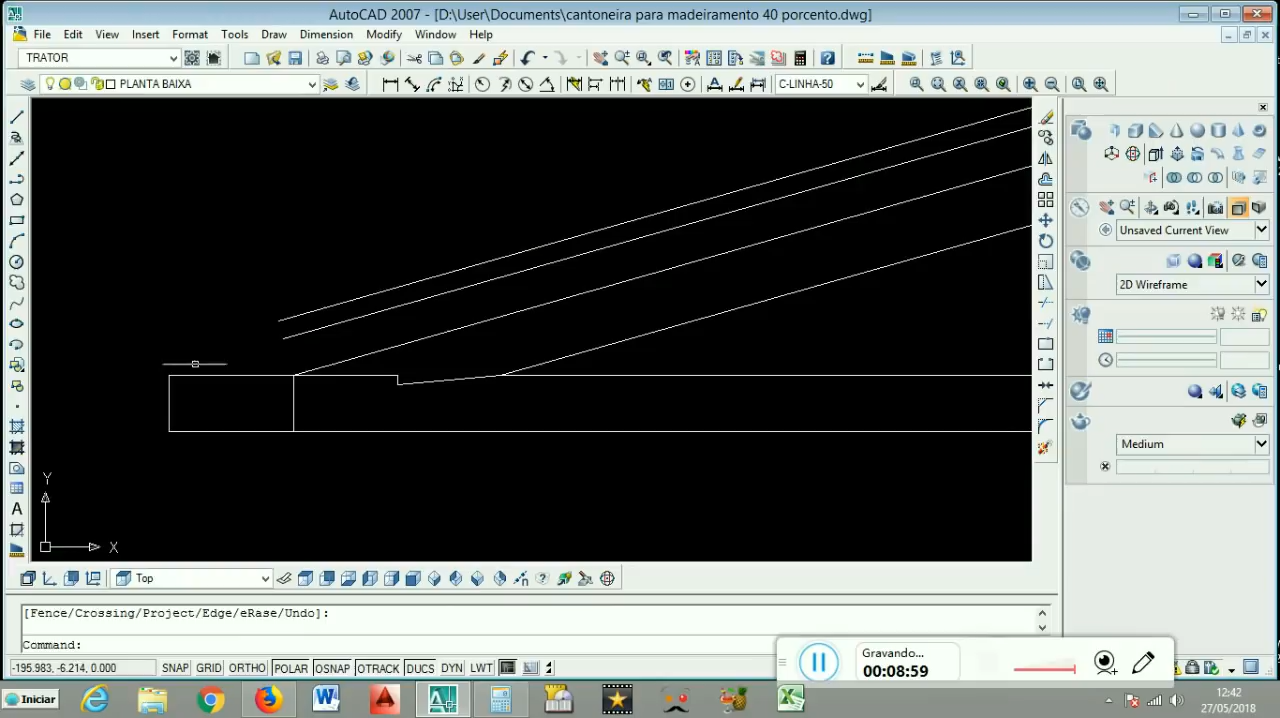 AutoCAD 2007 - [D:\User\Documents\cantoneira para madeiramento 40 porcento.dwg]
File Edit View Insert Format Tools Draw Dimension Modify Window Help
TRATOR
PLANTA BAIXA
C-LINHA-50
Unsaved Current View
2D Wireframe
Medium
Y
X
Top
[Fence/Crossing/Project/Edge/eRase/Undo]:
Command:
-195.983, -6.214, 0.000
SNAP GRID ORTHO POLAR OSNAP OTRACK DUCS DYN LWT
Gravando...
00:08:59
Iniciar
12:42
27/05/2018